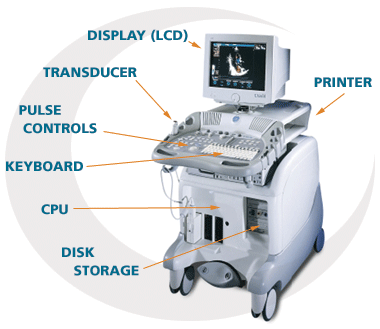 DISPLAY (LCD)
TRANSDUCER
PRINTER
PULSE
CONTROLS
KEYBOARD
CPU
DISK
STORAGE